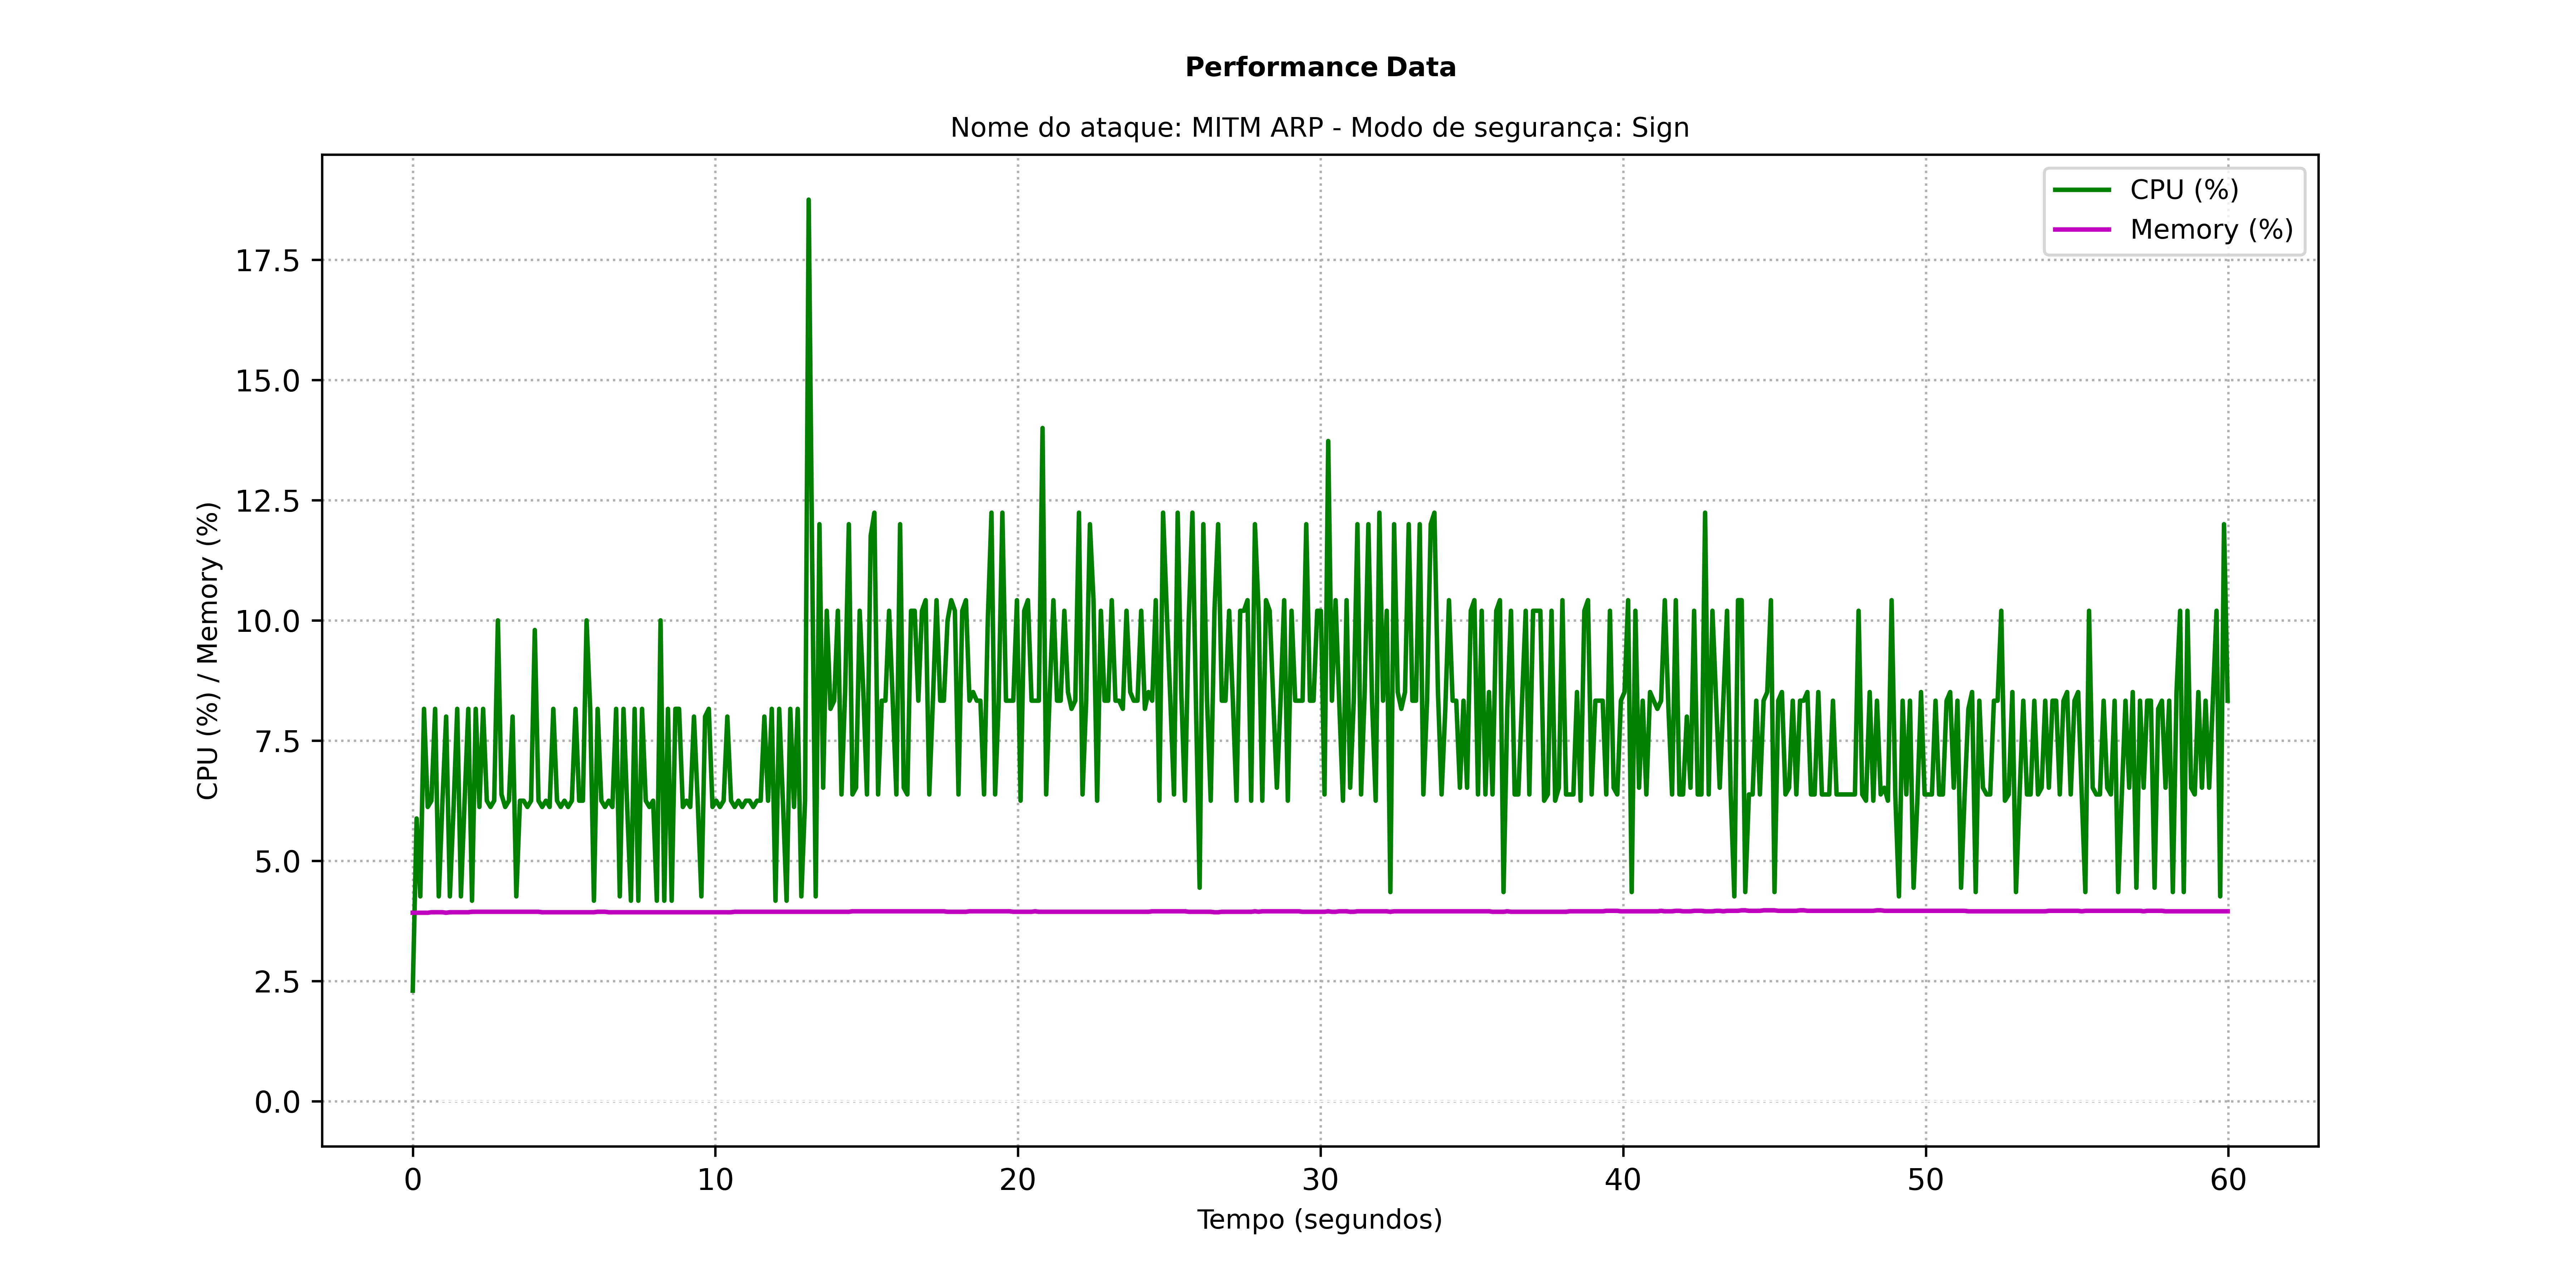 Performance Data
Nome do ataque: MITM ARP - Modo de segurança: Sign
CPU (%)
Memory (%)
CPU (%) / Memory (%)
17.5
15.0
12.5
10.0
7.5
5.0
2.5
0.0
0 10 20 30 40 50 60
Tempo (segundos)